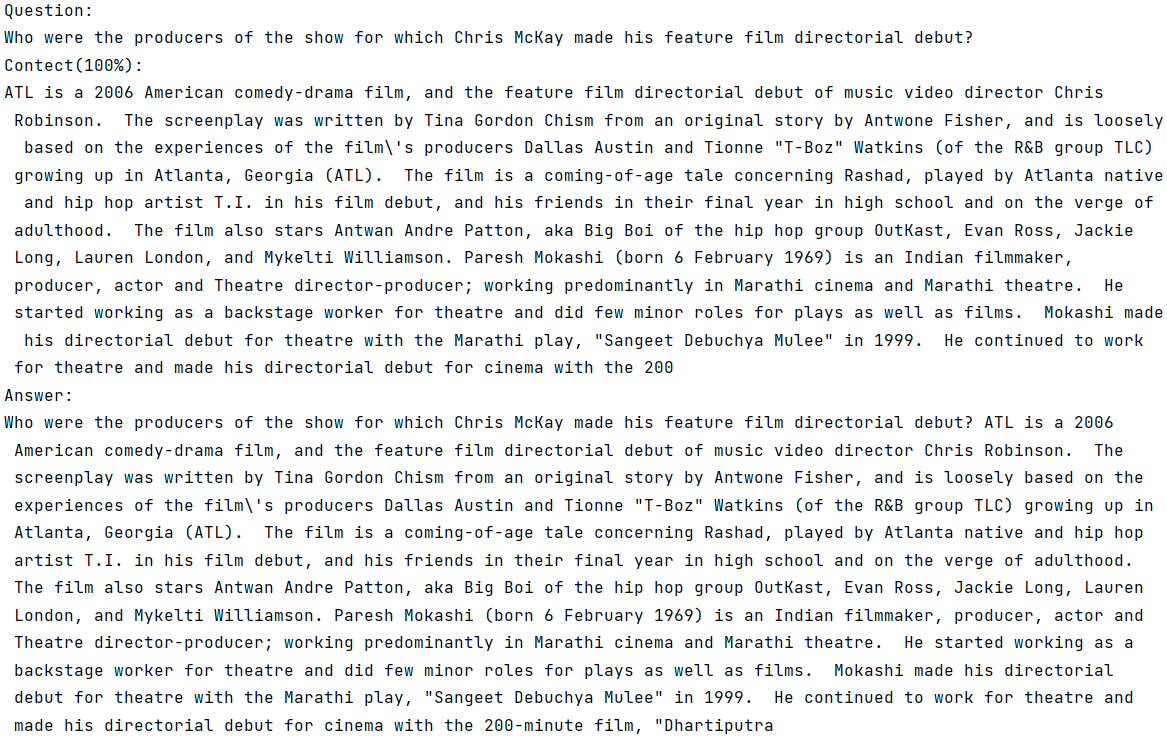 Question:
Who were the producers of the show for which Chris McKay made his feature film directorial debut?
Contect(100%):
ATL is a 2006 American comedy-drama film, and the feature film directorial debut of music video director Chris
Robinson.  The screenplay was written by Tina Gordon Chism from an original story by Antwone Fisher, and is loosely
based on the experiences of the film\'s producers Dallas Austin and Tionne "T-Boz" Watkins (of the R&B group TLC)
growing up in Atlanta, Georgia (ATL).  The film is a coming-of-age tale concerning Rashad, played by Atlanta native
and hip hop artist T.I. in his film debut, and his friends in their final year in high school and on the verge of
adulthood.  The film also stars Antwan Andre Patton, aka Big Boi of the hip hop group OutKast, Evan Ross, Jackie
Long, Lauren London, and Mykelti Williamson. Paresh Mokashi (born 6 February 1969) is an Indian filmmaker,
producer, actor and Theatre director-producer; working predominantly in Marathi cinema and Marathi theatre.  He
started working as a backstage worker for theatre and did few minor roles for plays as well as films.  Mokashi made
his directorial debut for theatre with the Marathi play, "Sangeet Debuchya Mulee" in 1999.  He continued to work
for theatre and made his directorial debut for cinema with the 200
Answer:
Who were the producers of the show for which Chris McKay made his feature film directorial debut? ATL is a 2006
American comedy-drama film, and the feature film directorial debut of music video director Chris Robinson.  The
screenplay was written by Tina Gordon Chism from an original story by Antwone Fisher, and is loosely based on the
experiences of the film\'s producers Dallas Austin and Tionne "T-Boz" Watkins (of the R&B group TLC) growing up in
Atlanta, Georgia (ATL).  The film is a coming-of-age tale concerning Rashad, played by Atlanta native and hip hop
artist T.I. in his film debut, and his friends in their final year in high school and on the verge of adulthood.
The film also stars Antwan Andre Patton, aka Big Boi of the hip hop group OutKast, Evan Ross, Jackie Long, Lauren
London, and Mykelti Williamson. Paresh Mokashi (born 6 February 1969) is an Indian filmmaker, producer, actor and
Theatre director-producer; working predominantly in Marathi cinema and Marathi theatre.  He started working as a
backstage worker for theatre and did few minor roles for plays as well as films.  Mokashi made his directorial
debut for theatre with the Marathi play, "Sangeet Debuchya Mulee" in 1999.  He continued to work for theatre and
made his directorial debut for cinema with the 200-minute film, "Dhartiputra